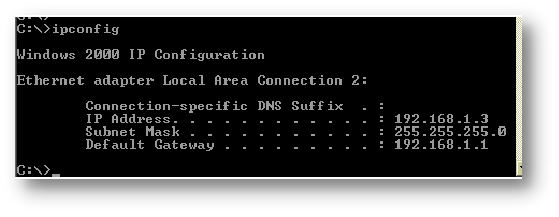 C:\>ipconfig
Windows 2000 IP Configuration
Ethernet adapter Local Area Connection 2:
Connection-specific DNS Suffix . :
IP Address. . . . . . . . . . . . : 192.168.1.3
Subnet Mask . . . . . . . . . . . : 255.255.255.0
Default Gateway . . . . . . . . . : 192.168.1.1
C:\>_